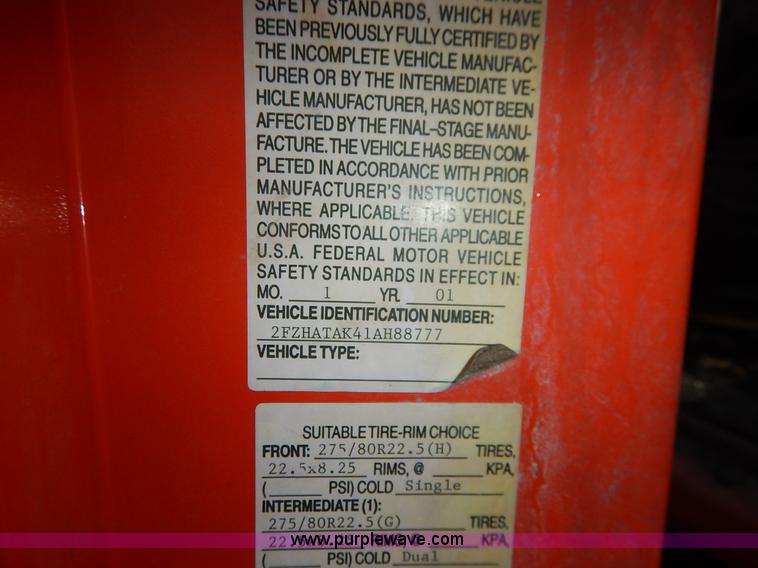 SAFETY STANDARDS, WHICH HAVE
BEEN PREVIOUSLY FULLY CERTIFIED BY
THE INCOMPLETE VEHICLE MANUFAC-
TURER OR BY THE INTERMEDIATE VE-
HICLE MANUFACTURER, HAS NOT BEEN
AFFECTED BY THE FINAL-STAGE MANU-
FACTURE. THE VEHICLE HAS BEEN COM-
PLETED IN ACCORDANCE WITH PRIOR
MANUFACTURER'S INSTRUCTIONS,
WHERE APPLICABLE. THIS VEHICLE
CONFORMS TO ALL OTHER APPLICABLE
U.S.A. FEDERAL MOTOR VEHICLE
SAFETY STANDARDS IN EFFECT IN:
MO. 1 YR. 01
VEHICLE IDENTIFICATION NUMBER:
2FZHATAK41AH88777
VEHICLE TYPE:
SUITABLE TIRE-RIM CHOICE
FRONT: 275/80R22.5(H) TIRES,
22.5x8.25 RIMS, @ KPA,
( PSI) COLD Single
INTERMEDIATE (1):
275/80R22.5(G) TIRES,
KPA,
www.purplewave.com
( PSI) COLD Dual